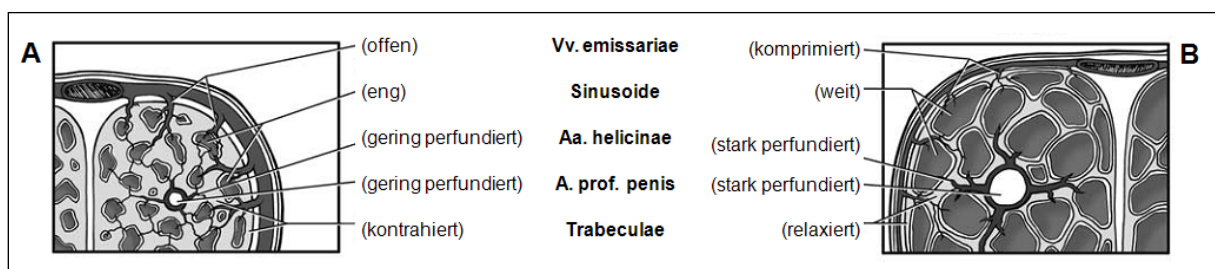 A (offen) Vv. emissariae (komprimiert) B
(eng) Sinusoide (weit)
(gering perfundiert) Aa. helicinae (stark perfundiert)
(gering perfundiert) A. prof. penis (stark perfundiert)
(kontrahiert) Trabeculae (relaxiert)